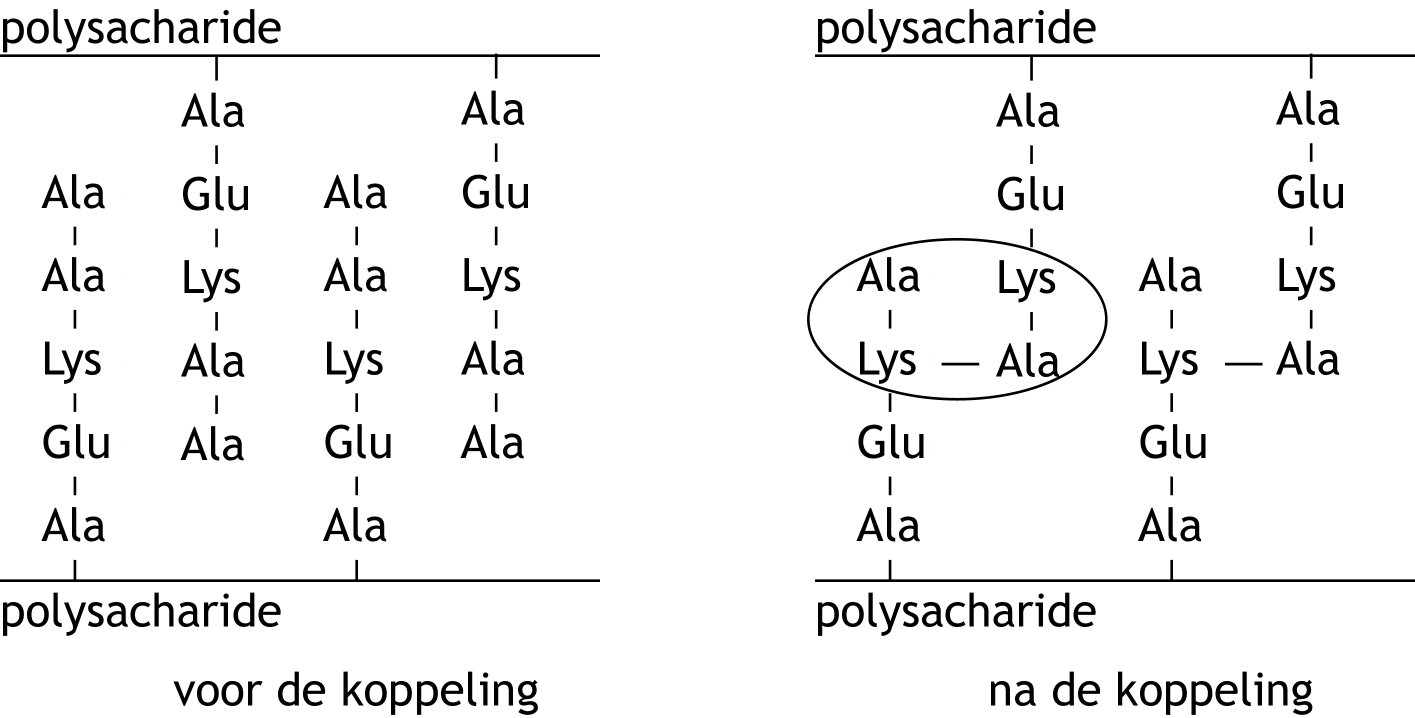 polysacharide polysacharide
Ala Ala Ala Ala
Ala Glu Ala Glu Glu Glu
Ala Lys Ala Lys Ala Lys Ala Lys
Lys Ala Lys Ala Lys — Ala Lys — Ala
Glu Ala Glu Ala Glu Glu
Ala Ala Ala Ala
polysacharide polysacharide
voor de koppeling na de koppeling